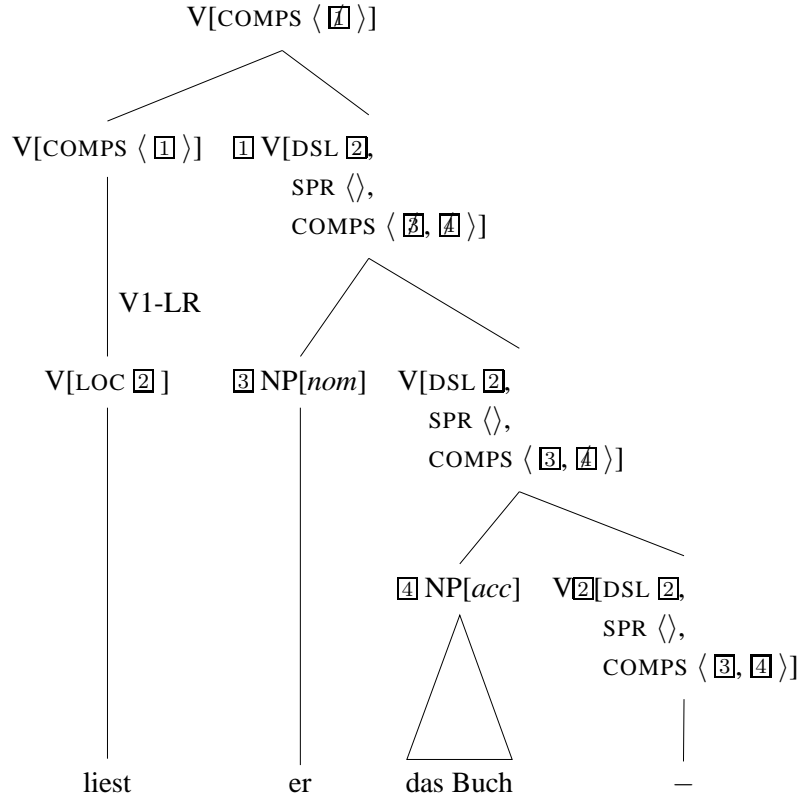 V[COMPS ⟨ 1̸ ⟩]
V[COMPS ⟨ 1 ⟩] 1 V[DSL 2,
SPR ⟨⟩,
COMPS ⟨ 3̸, 4̸ ⟩]
V1-LR
V[LOC 2 ] 3 NP[nom] V[DSL 2,
SPR ⟨⟩,
COMPS ⟨ 3, 4̸ ⟩]
4 NP[acc] V2[DSL 2,
SPR ⟨⟩,
COMPS ⟨ 3, 4 ⟩]
liest er das Buch −